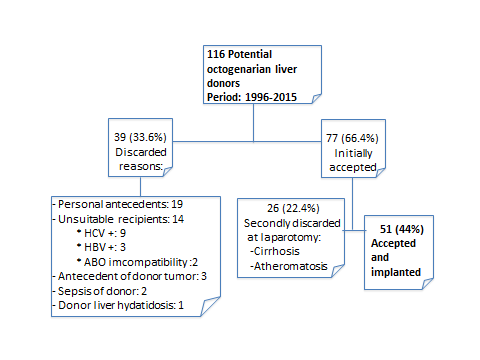 116 Potential
octogenarian liver
donors
Period: 1996-2015
39 (33.6%)
Discarded
reasons:
77 (66.4%)
Initially
accepted
- Personal antecedents: 19
- Unsuitable recipients: 14
* HCV +: 9
* HBV +: 3
* ABO imcompatibility :2
- Antecedent of donor tumor: 3
- Sepsis of donor: 2
- Donor liver hydatidosis: 1
26 (22.4%)
Secondly discarded
at laparotomy:
-Cirrhosis
-Atheromatosis
51 (44%)
Accepted
and
implanted